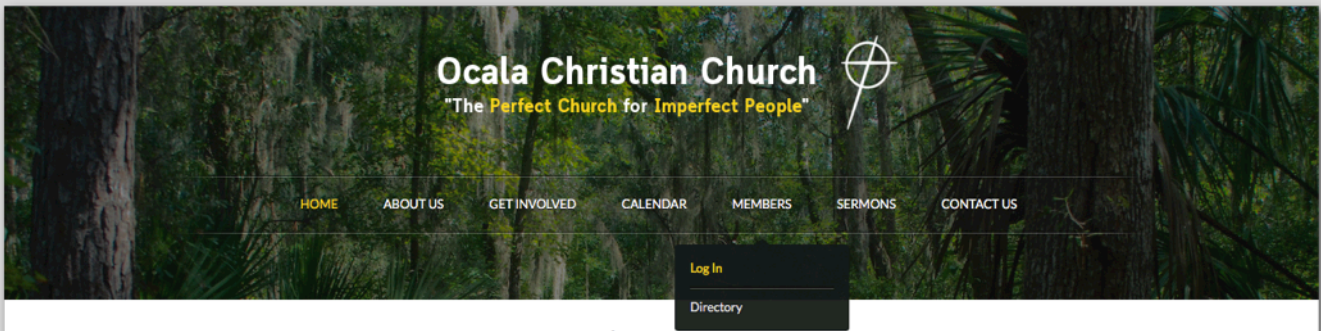 Ocala Christian Church
"The Perfect Church for Imperfect People"
HOME ABOUT US GET INVOLVED CALENDAR MEMBERS SERMONS CONTACT US
Log In
Directory